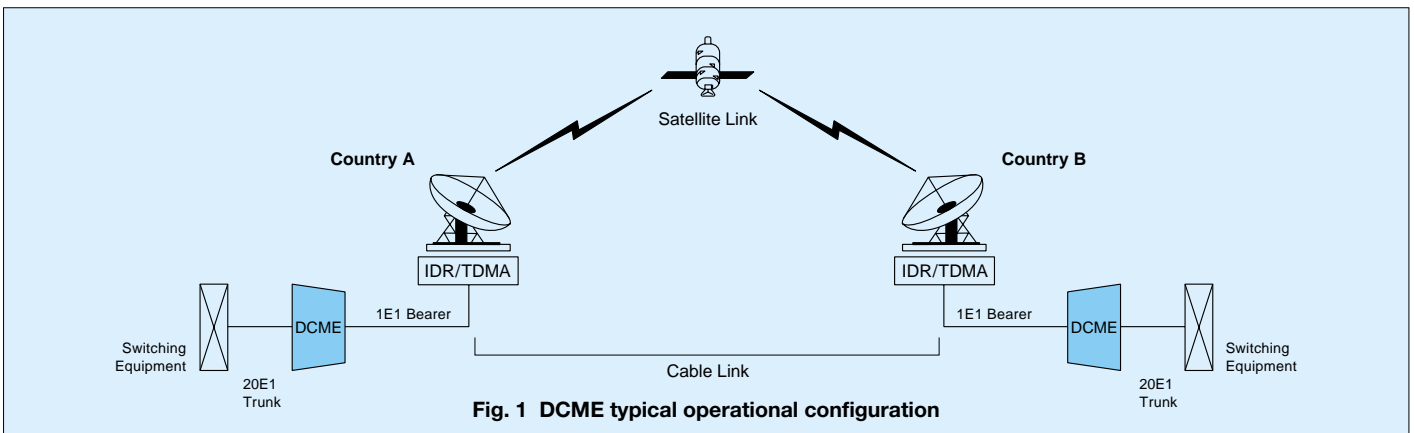 Satellite Link
Country A
Country B
IDR/TDMA
IDR/TDMA
1E1 Bearer
1E1 Bearer
DCME
DCME
Switching
Equipment
Switching
Equipment
20E1
Trunk
20E1
Trunk
Cable Link
Fig. 1 DCME typical operational configuration